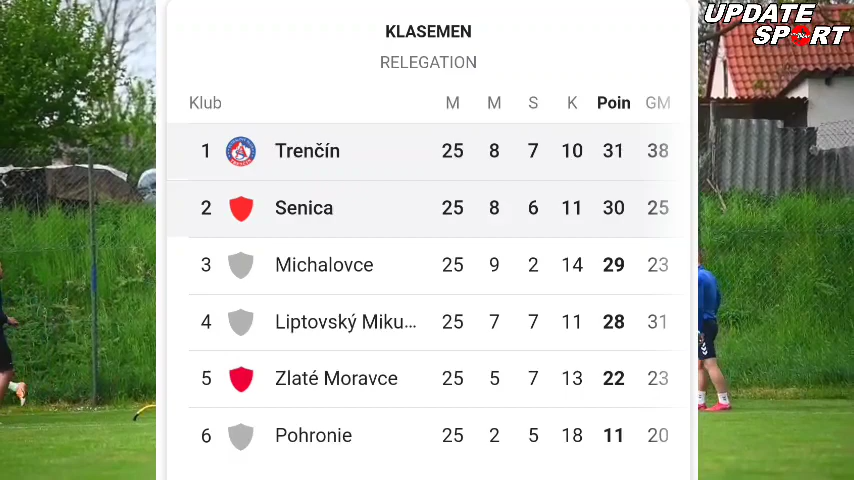 UPDATE
SPORT
KLASEMEN
RELEGATION
Klub M M S K Poin GM
1 Trenčín 25 8 7 10 31 38
2 Senica 25 8 6 11 30 25
3 Michalovce 25 9 2 14 29 23
4 Liptovský Miku... 25 7 7 11 28 31
5 Zlaté Moravce 25 5 7 13 22 23
6 Pohronie 25 2 5 18 11 20